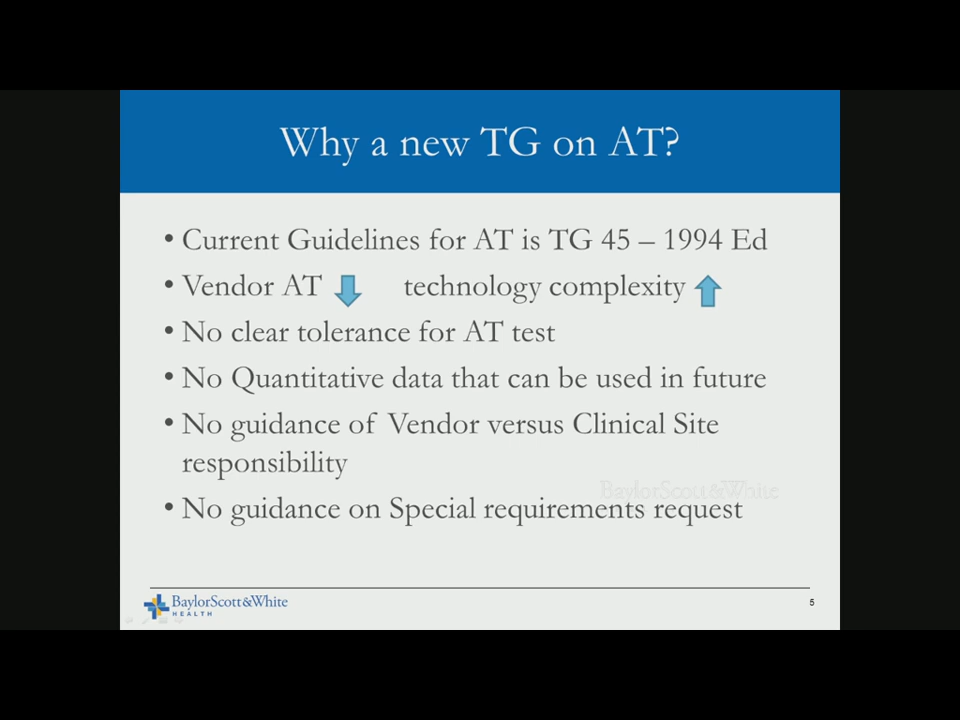 Why a new TG on AT?
• Current Guidelines for AT is TG 45 – 1994 Ed
• Vendor AT technology complexity
• No clear tolerance for AT test
• No Quantitative data that can be used in future
• No guidance of Vendor versus Clinical Site
responsibility
BaylorScott&White
• No guidance on Special requirements request
BaylorScott&White
HEALTH
5